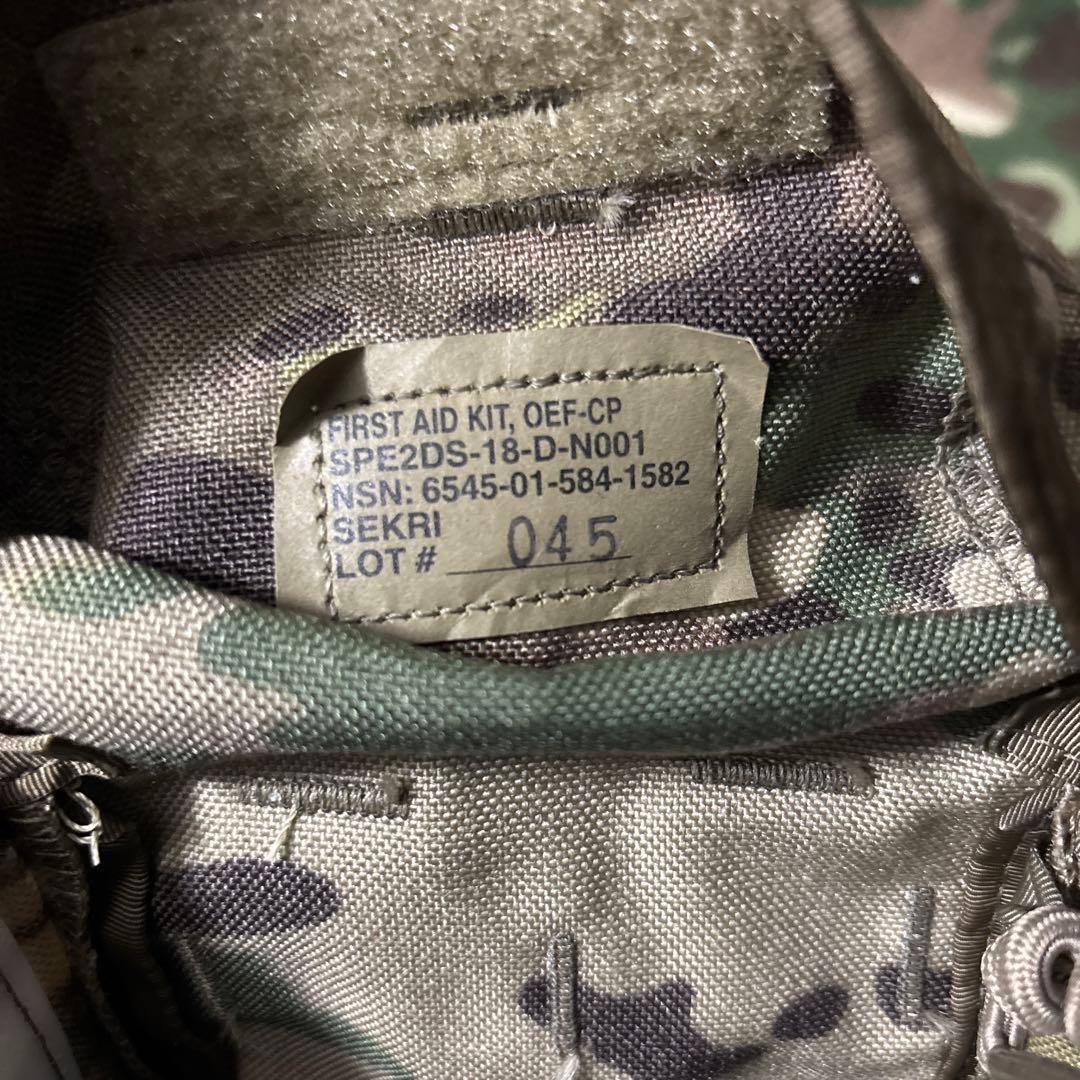 FIRST AID KIT, OEF-CP
SPE2DS-18-D-N001
NSN: 6545-01-584-1582
SEKRI
LOT # 045